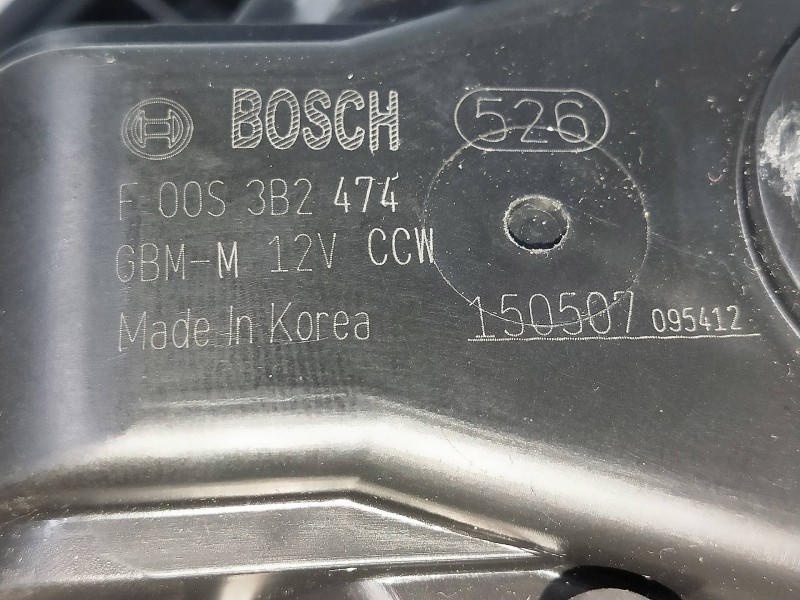 BOSCH 526
F 00S 3B2 474
GBM-M 12V CCW
Made In Korea 150507 095412